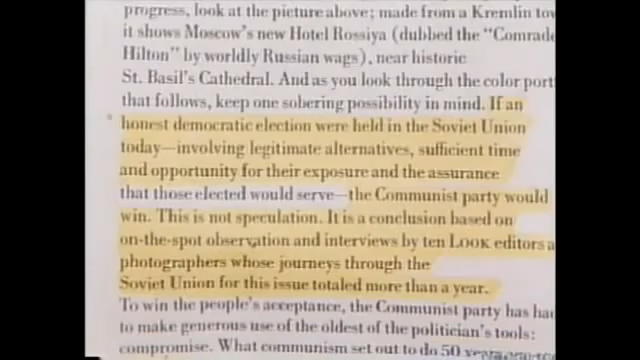 progress, look at the picture above; made from a Kremlin tow
it shows Moscow's new Hotel Rossiya (dubbed the "Comrade
Hilton" by worldly Russian wags), near historic
St. Basil's Cathedral. And as you look through the color port
that follows, keep one sobering possibility in mind. If an
honest democratic election were held in the Soviet Union
today—involving legitimate alternatives, sufficient time
and opportunity for their exposure and the assurance
that those elected would serve—the Communist party would
win. This is not speculation. It is a conclusion based on
on-the-spot observation and interviews by ten LOOK editors a
photographers whose journeys through the
Soviet Union for this issue totaled more than a year.
To win the people's acceptance, the Communist party has had
to make generous use of the oldest of the politician's tools:
compromise. What communism set out to do 50 years ago